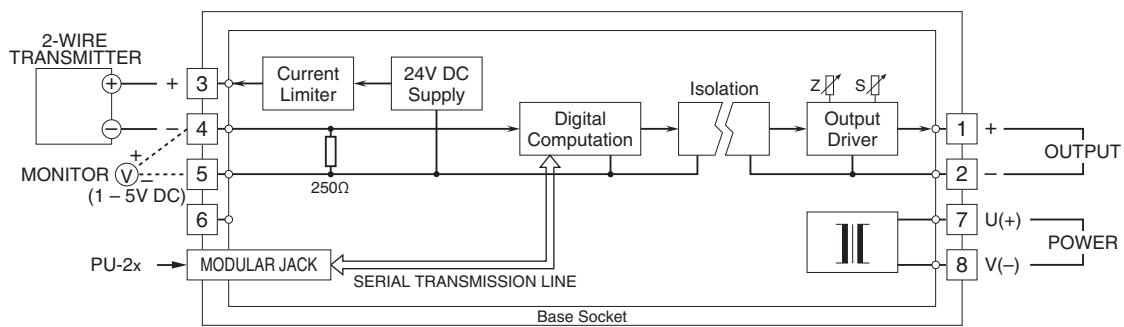 2-WIRE
TRANSMITTER
+
−
+
−
3
4
5
6
+
−
V
MONITOR
(1 – 5V DC)
Current
Limiter
24V DC
Supply
250Ω
Digital
Computation
Isolation
Z
S
Output
Driver
1
+
2
−
OUTPUT
7
U(+)
8
V(−)
POWER
PU-2x
MODULAR JACK
SERIAL TRANSMISSION LINE
Base Socket